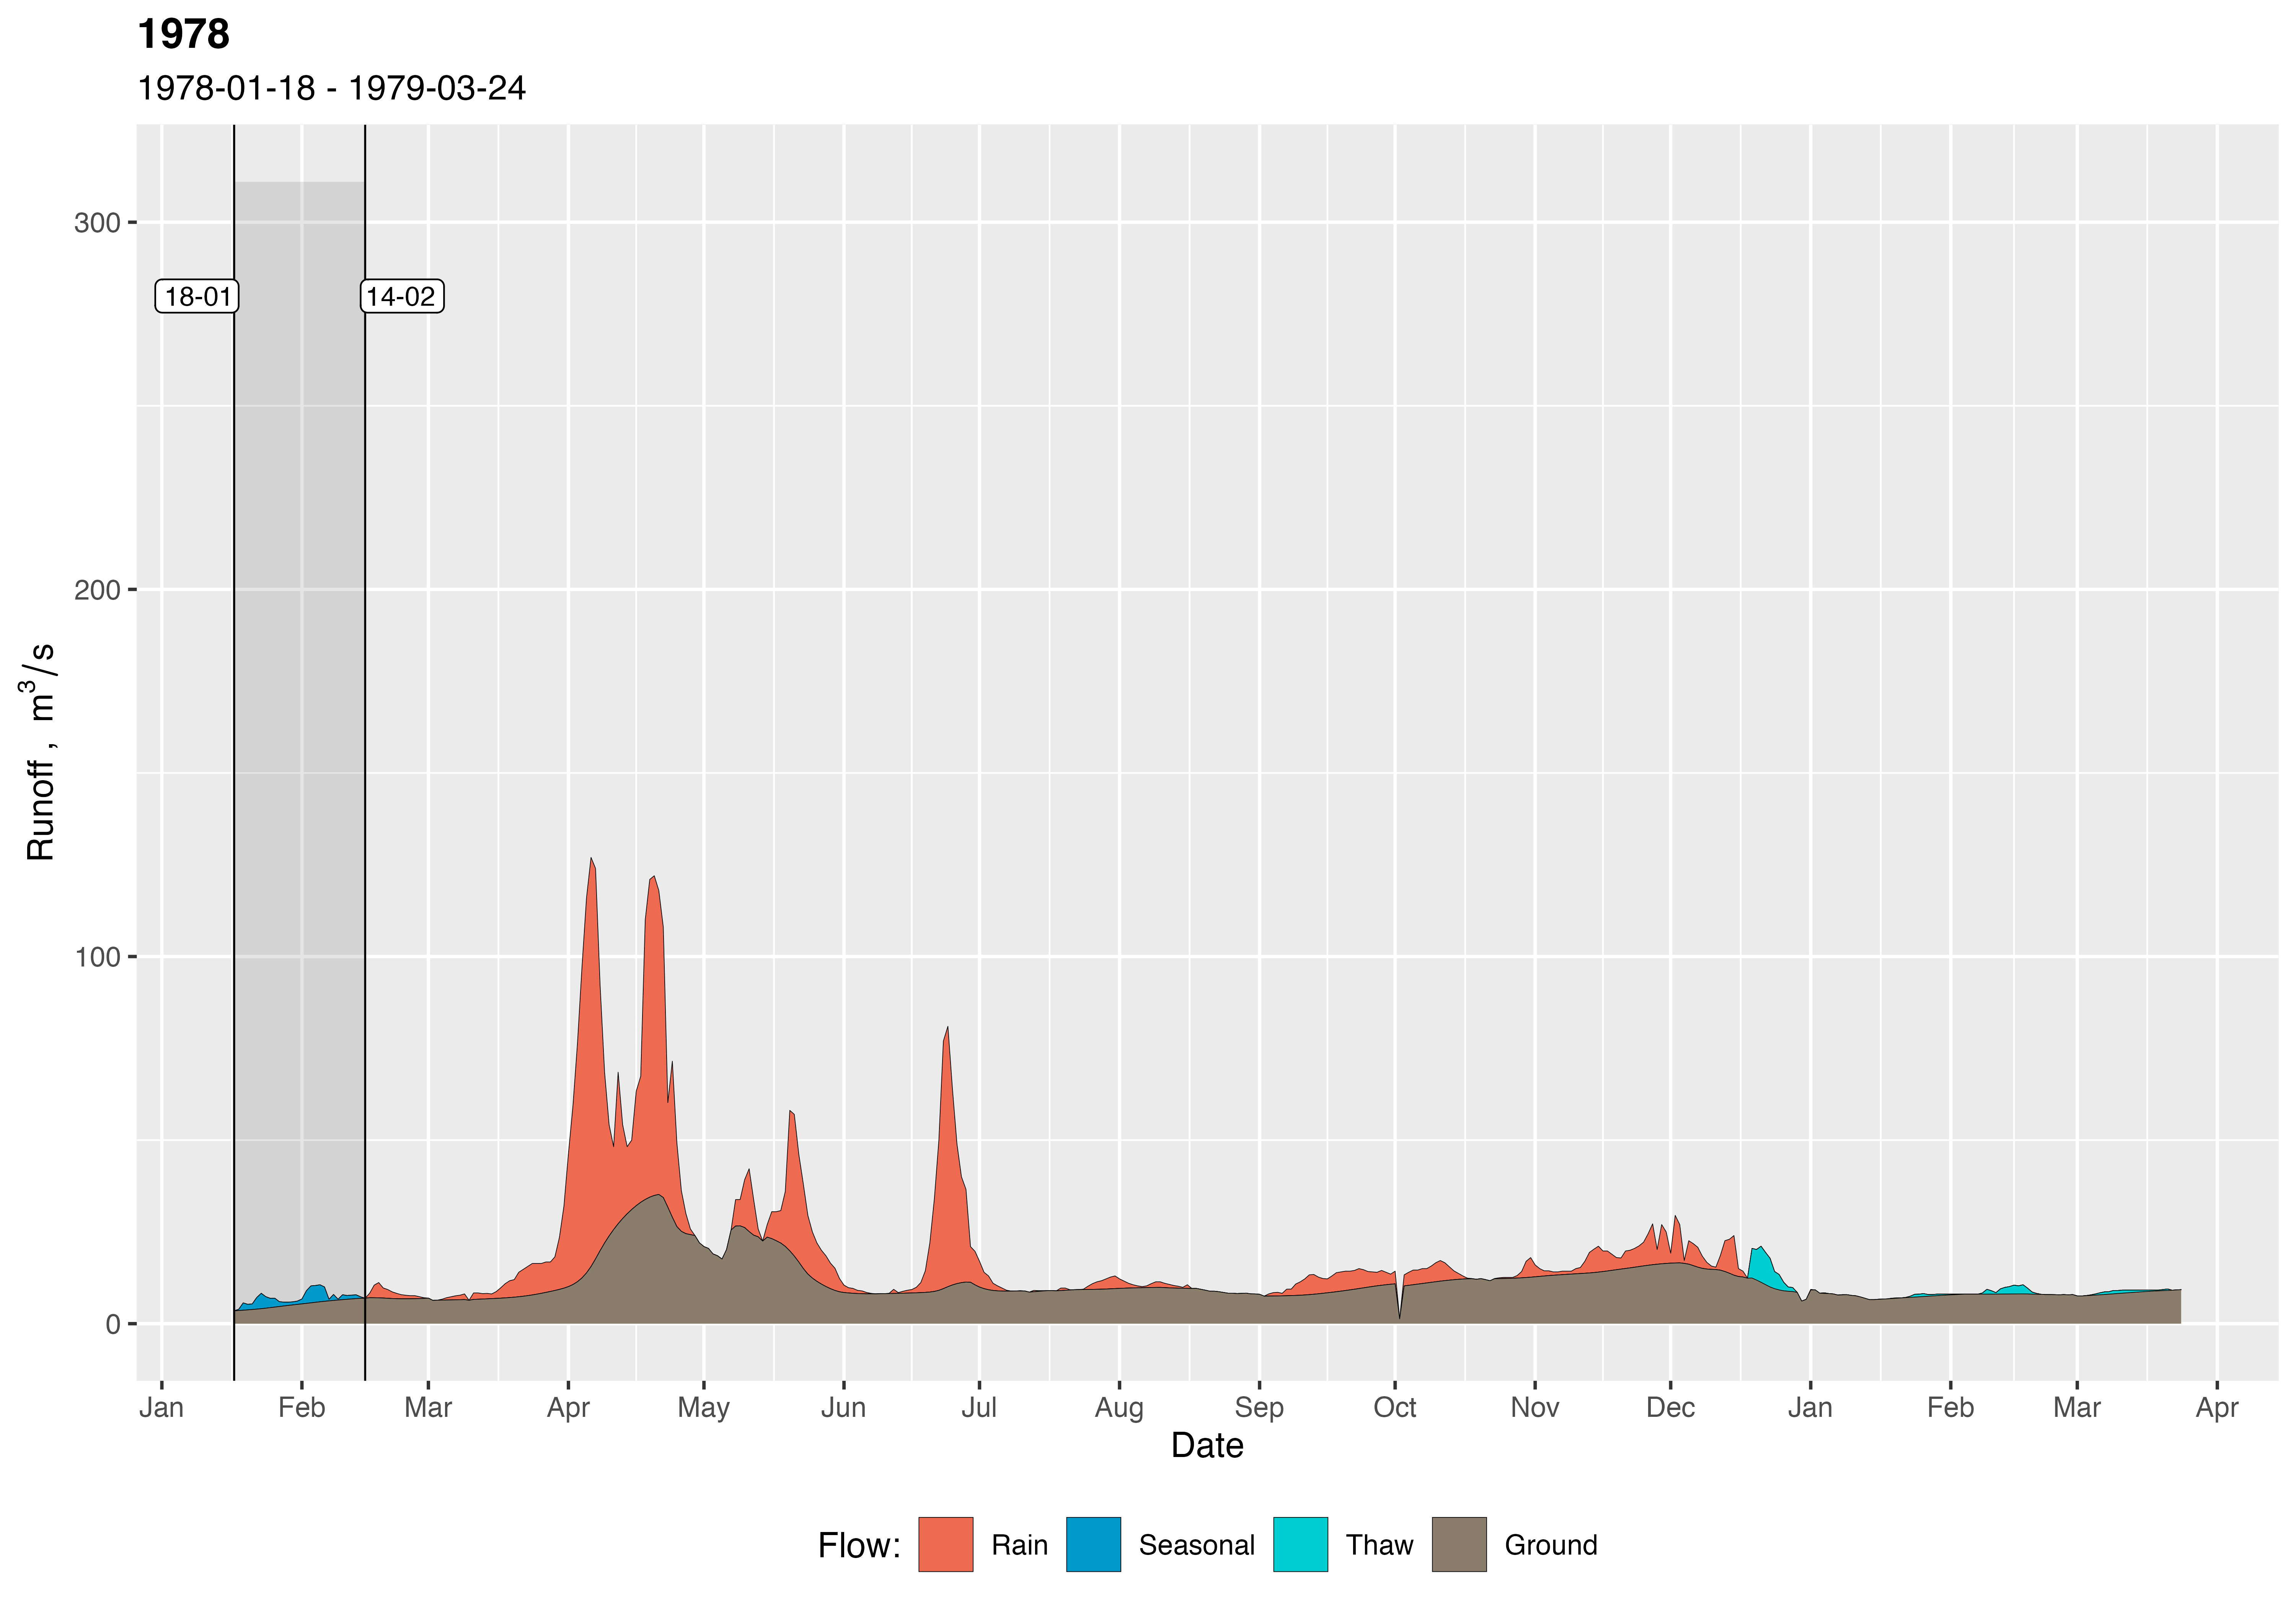 1978
1978-01-18 - 1979-03-24
300
200
100
0
Runoff , m³/s
18-01
14-02
Jan Feb Mar Apr May Jun Jul Aug Sep Oct Nov Dec Jan Feb Mar Apr
Date
Flow: Rain Seasonal Thaw Ground